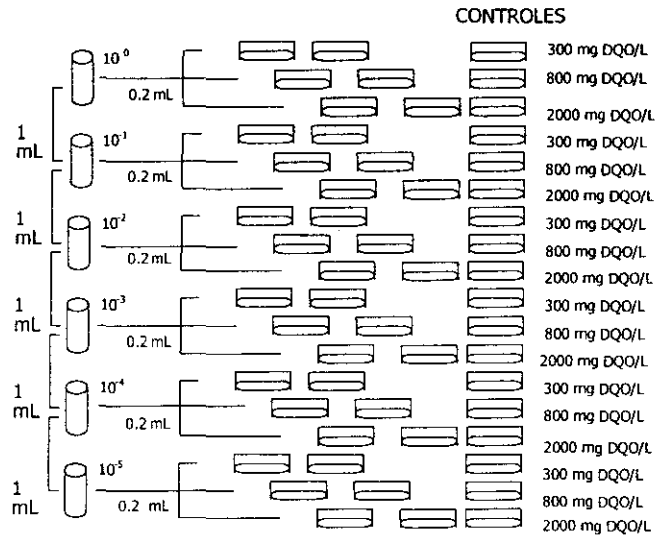 CONTROLES
10⁰
300 mg DQO/L
800 mg DQO/L
0.2 mL
2000 mg DQO/L
1 mL
10⁻¹
300 mg DQO/L
800 mg DQO/L
0.2 mL
2000 mg DQO/L
1 mL
10⁻²
300 mg DQO/L
800 mg DQO/L
0.2 mL
2000 mg DQO/L
1 mL
10⁻³
300 mg DQO/L
800 mg DQO/L
0.2 mL
2000 mg DQO/L
1 mL
10⁻⁴
300 mg DQO/L
800 mg DQO/L
0.2 mL
2000 mg DQO/L
1 mL
10⁻⁵
300 mg DQO/L
800 mg DQO/L
0.2 mL
2000 mg DQO/L